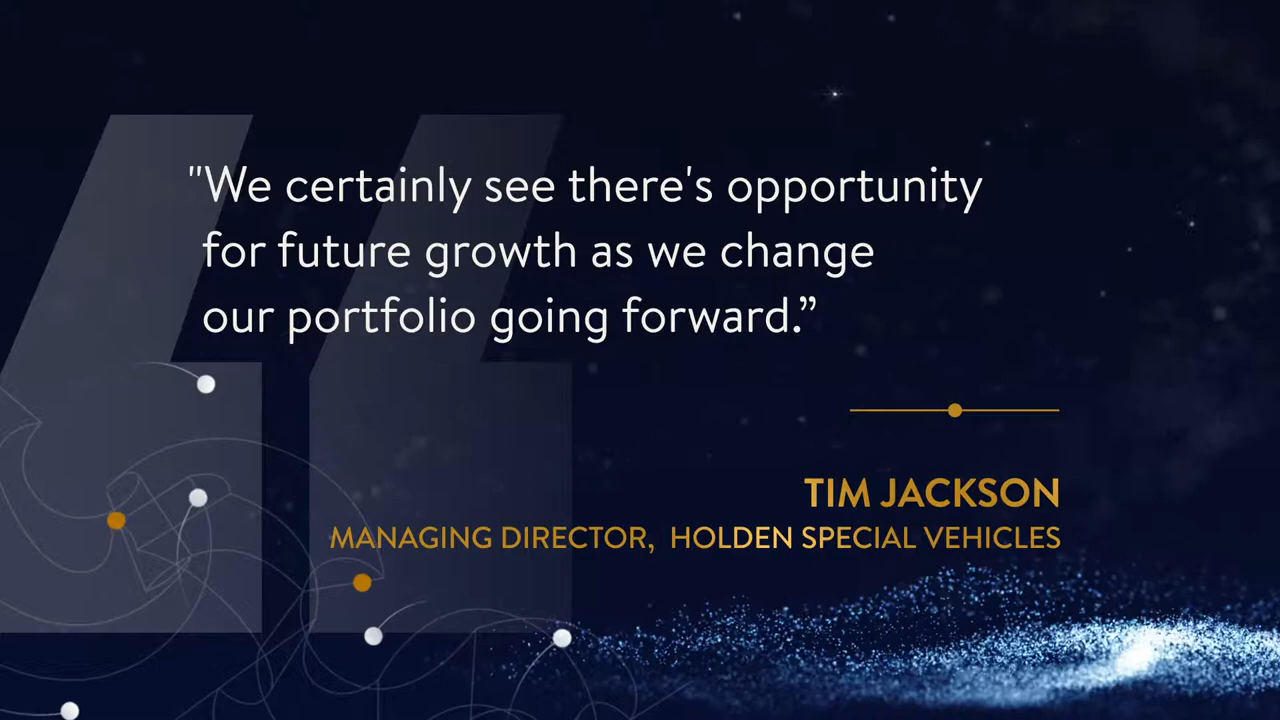 "We certainly see there's opportunity
for future growth as we change
our portfolio going forward.”
TIM JACKSON
MANAGING DIRECTOR, HOLDEN SPECIAL VEHICLES